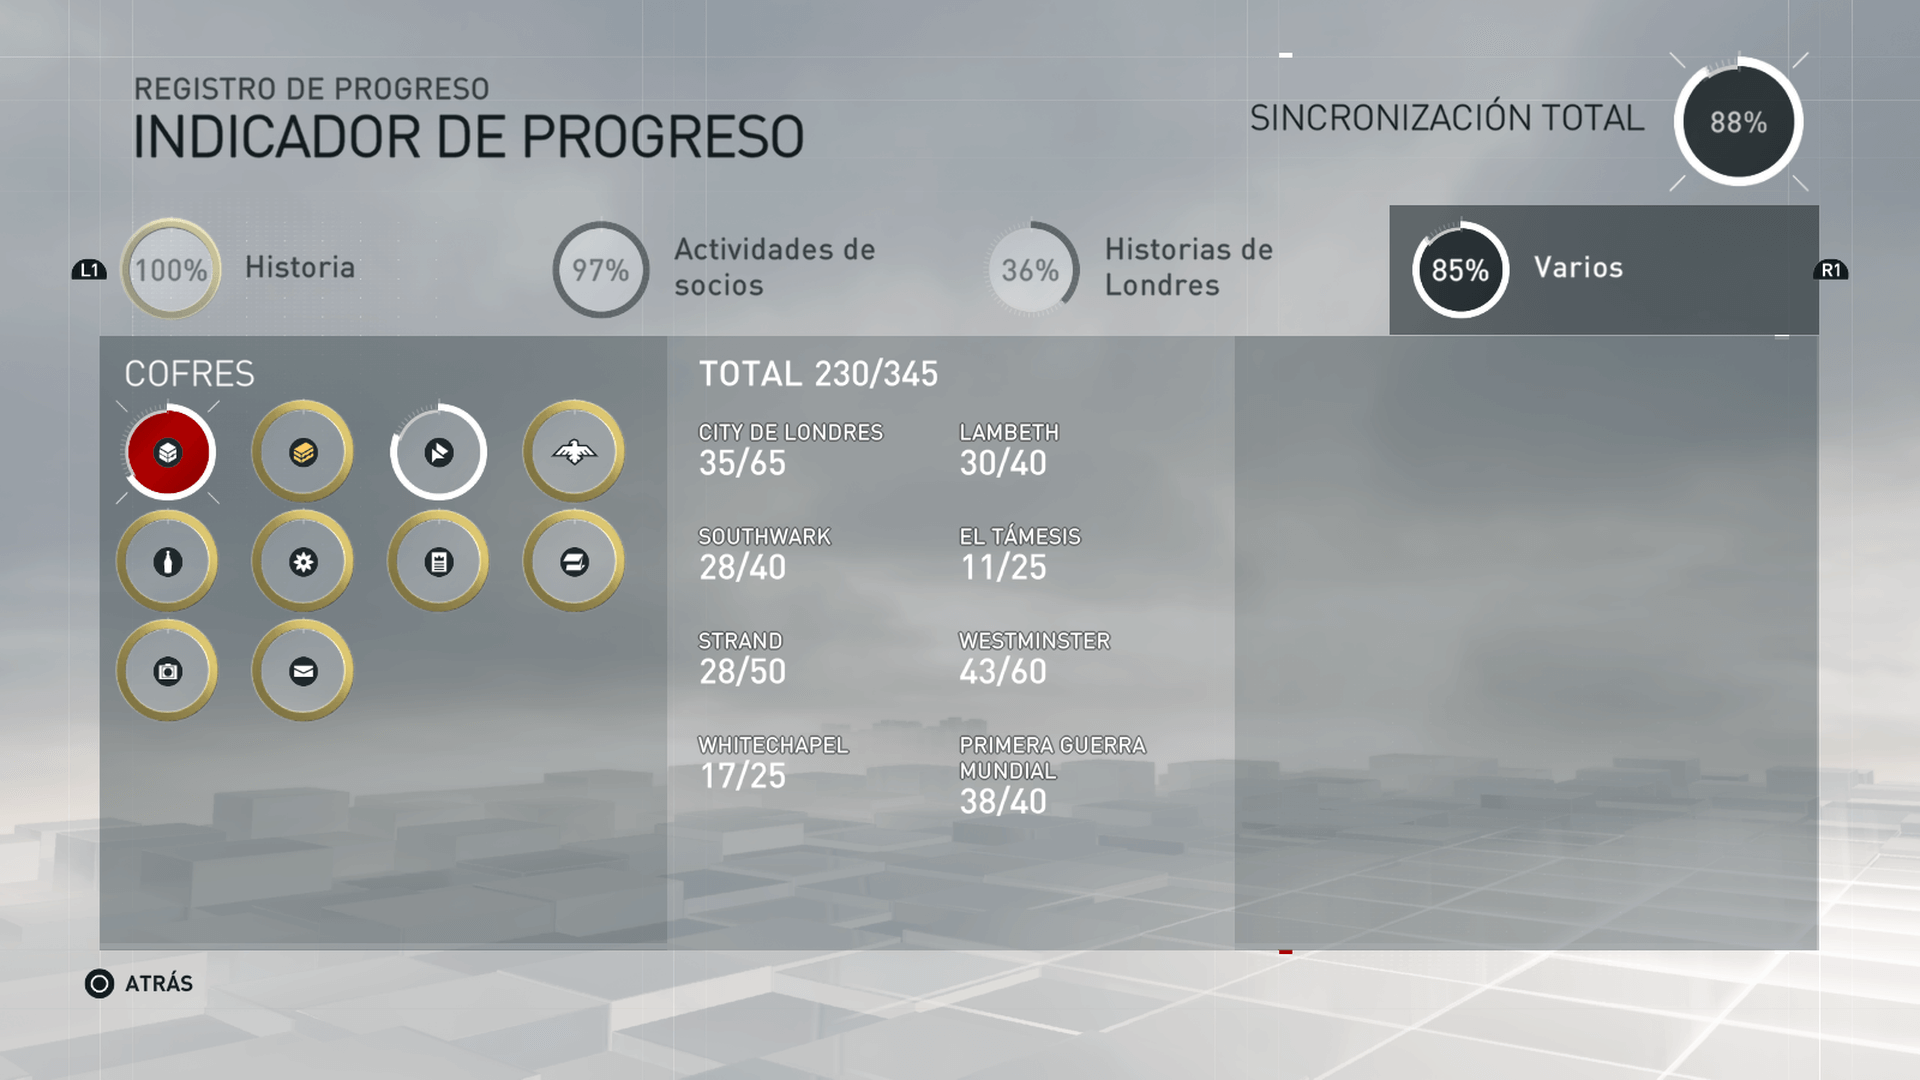 REGISTRO DE PROGRESO
INDICADOR DE PROGRESO
SINCRONIZACIÓN TOTAL
88%
L1
100%
Historia
97%
Actividades de
socios
36%
Historias de
Londres
85%
Varios
R1
COFRES
TOTAL 230/345
CITY DE LONDRES
35/65
LAMBETH
30/40
SOUTHWARK
28/40
EL TÁMESIS
11/25
STRAND
28/50
WESTMINSTER
43/60
WHITECHAPEL
17/25
PRIMERA GUERRA
MUNDIAL
38/40
ATRÁS